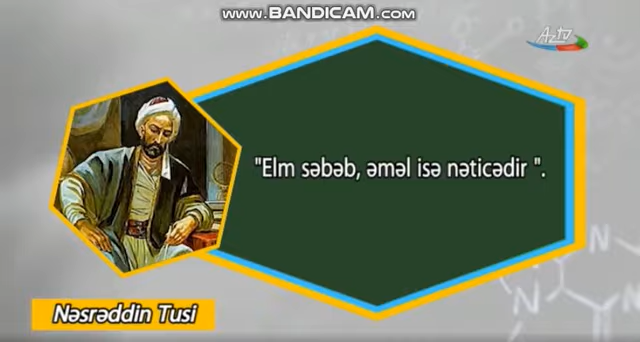 www.BANDICAM.com
AzTV
"Elm səbəb, əməl isə nəticədir ".
Nəsrəddin Tusi
N
N